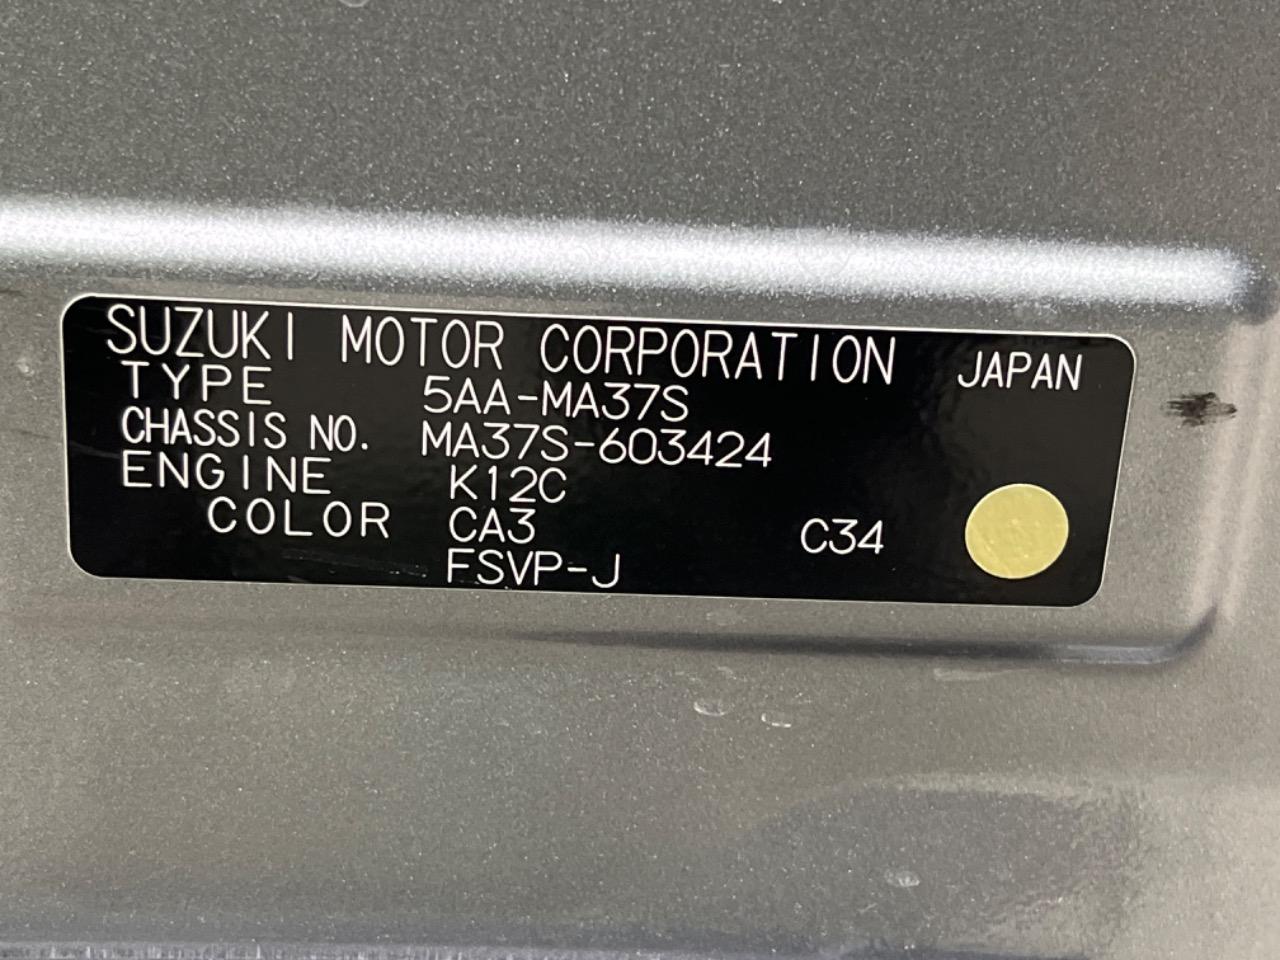 SUZUKI MOTOR CORPORATION JAPAN
TYPE 5AA-MA37S
CHASSIS NO. MA37S-603424
ENGINE K12C
COLOR CA3 C34
FSVP-J